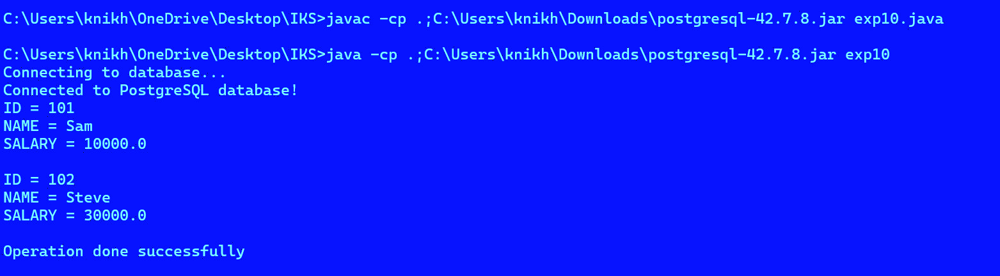 C:\Users\knikh\OneDrive\Desktop\IKS>javac -cp .;C:\Users\knikh\Downloads\postgresql-42.7.8.jar exp10.java
C:\Users\knikh\OneDrive\Desktop\IKS>java -cp .;C:\Users\knikh\Downloads\postgresql-42.7.8.jar exp10
Connecting to database...
Connected to PostgreSQL database!
ID = 101
NAME = Sam
SALARY = 10000.0
ID = 102
NAME = Steve
SALARY = 30000.0
Operation done successfully